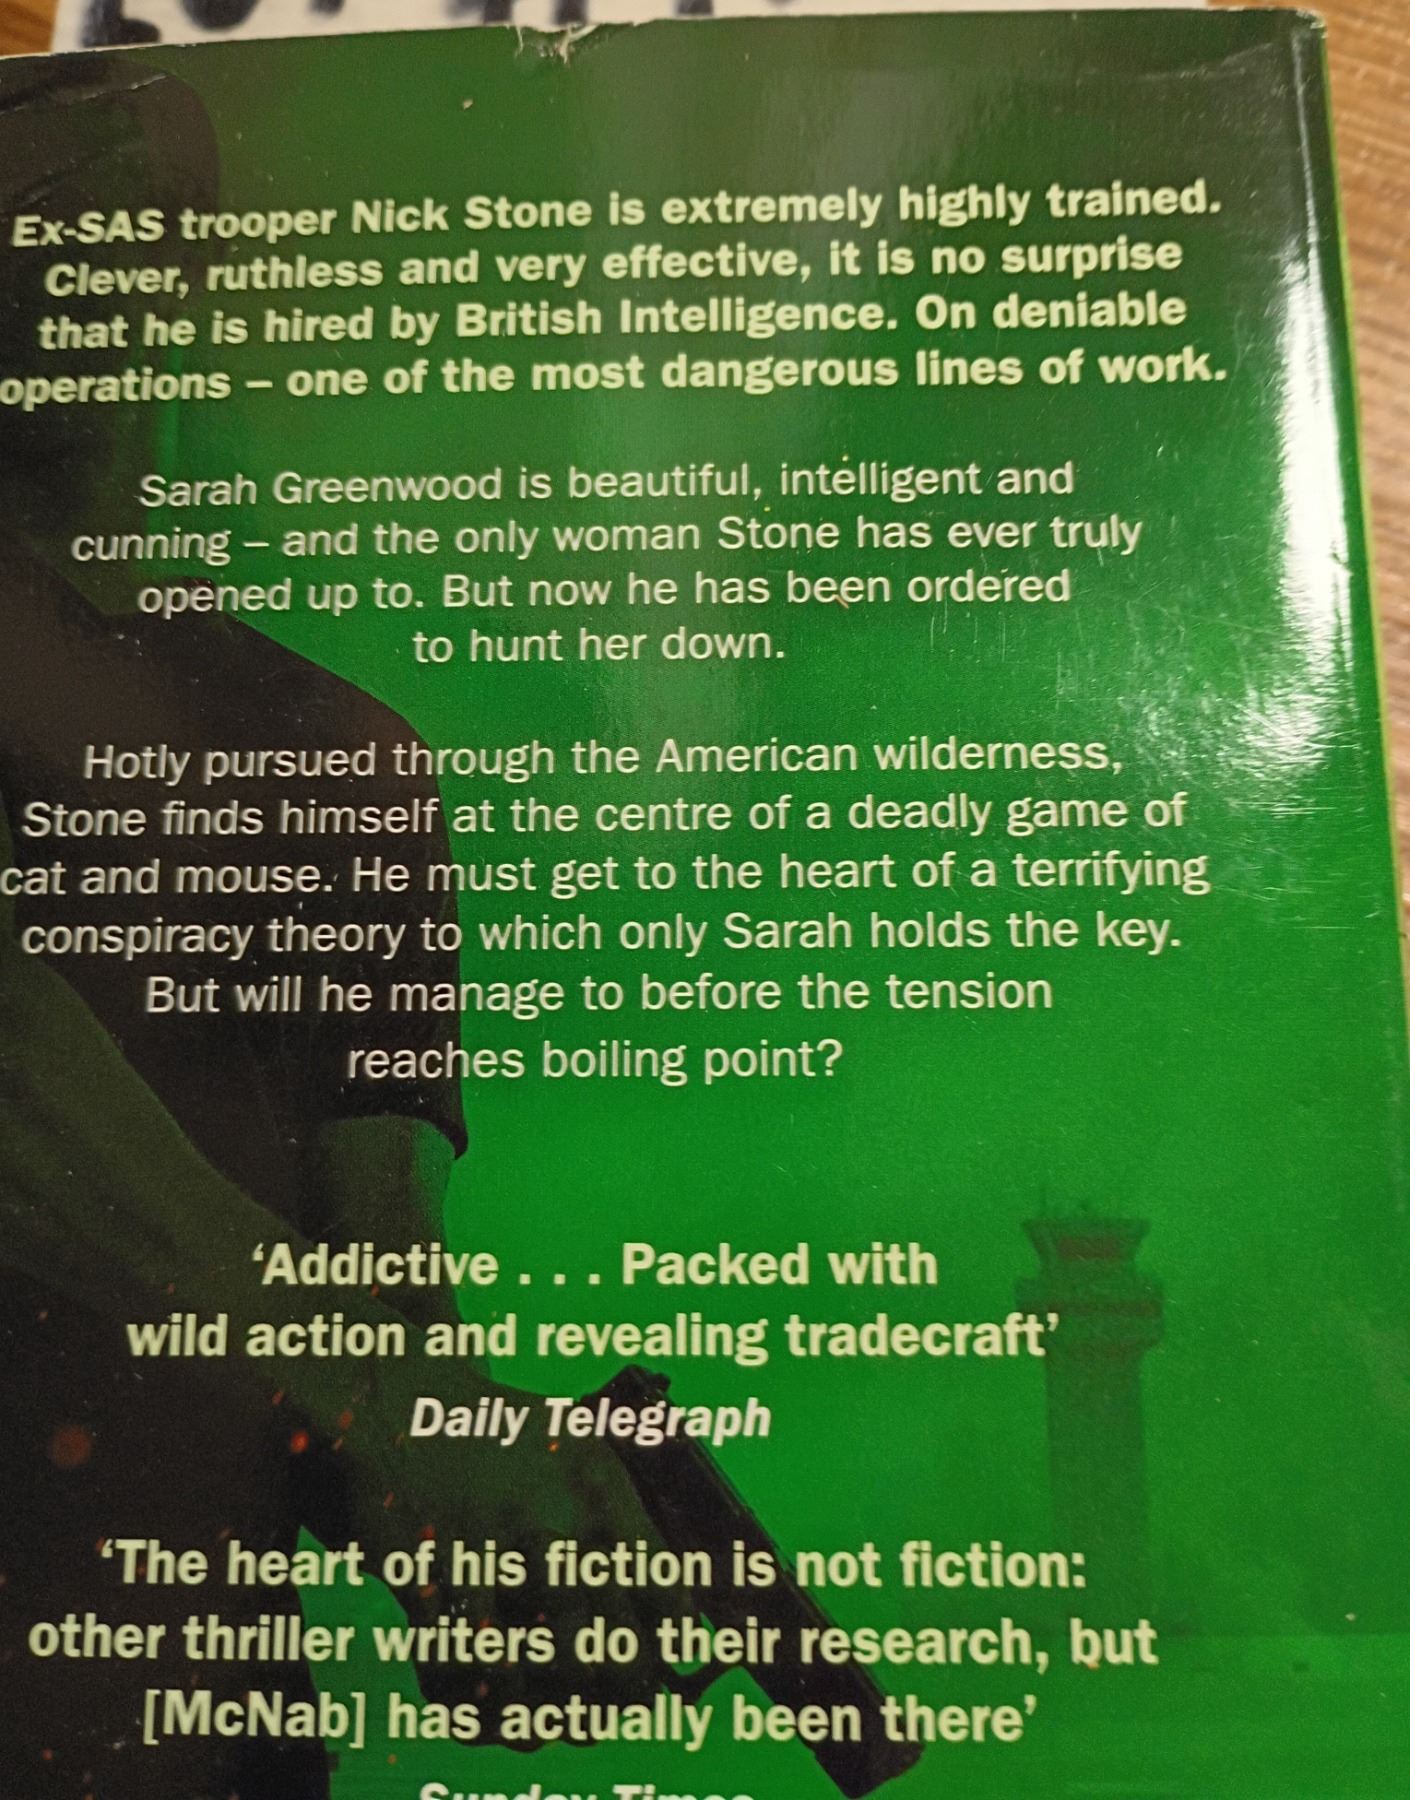 Ex-SAS trooper Nick Stone is extremely highly trained.
Clever, ruthless and very effective, it is no surprise
that he is hired by British Intelligence. On deniable
operations – one of the most dangerous lines of work.
Sarah Greenwood is beautiful, intelligent and
cunning – and the only woman Stone has ever truly
opened up to. But now he has been ordered
to hunt her down.
Hotly pursued through the American wilderness,
Stone finds himself at the centre of a deadly game of
cat and mouse. He must get to the heart of a terrifying
conspiracy theory to which only Sarah holds the key.
But will he manage to before the tension
reaches boiling point?
‘Addictive . . . Packed with
wild action and revealing tradecraft’
Daily Telegraph
‘The heart of his fiction is not fiction:
other thriller writers do their research, but
[McNab] has actually been there’
Sunday Times